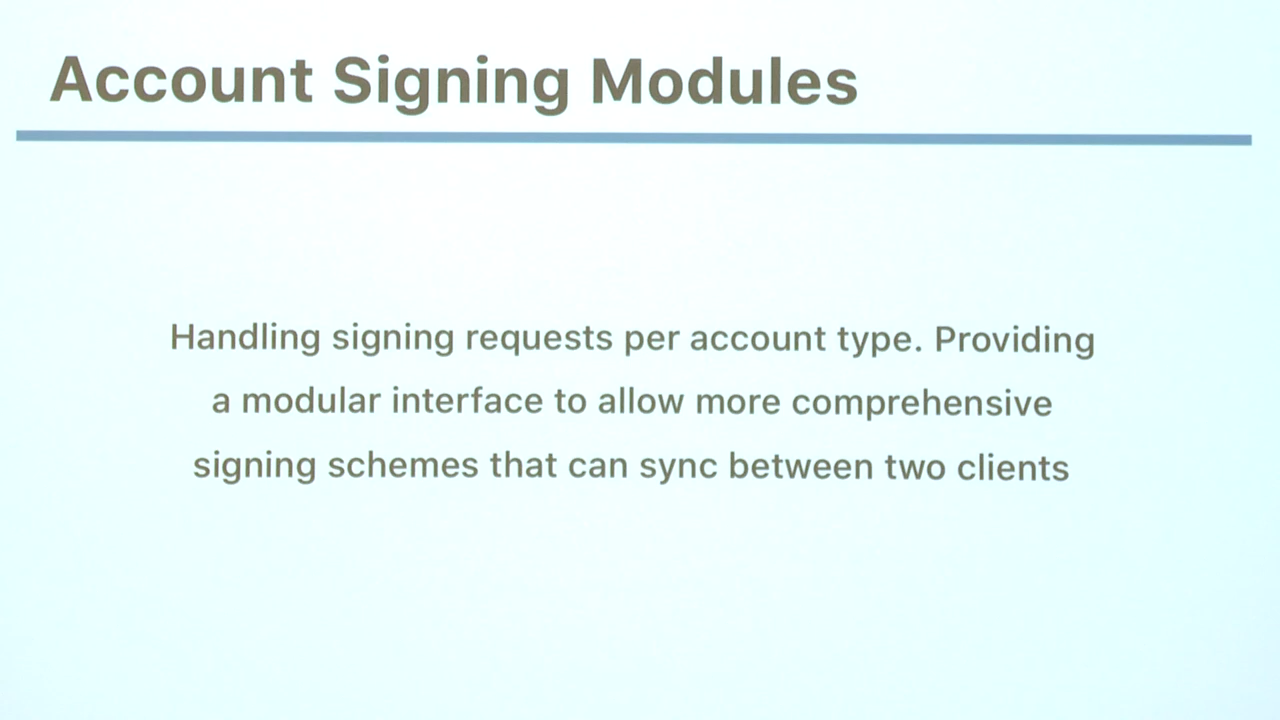 Account Signing Modules
Handling signing requests per account type. Providing
a modular interface to allow more comprehensive
signing schemes that can sync between two clients